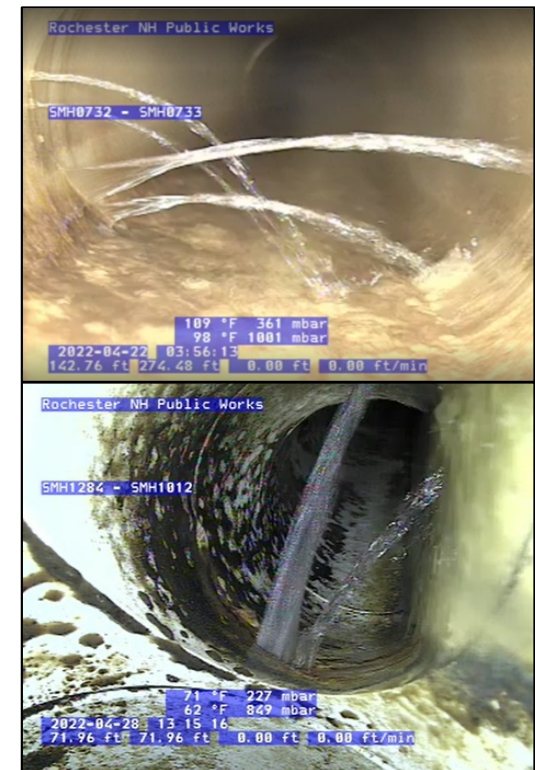 Rochester NH Public Works
SMH0732 - SMH0733
109 °F 361 mbar
98 °F 1001 mbar
2022-04-22 03:56:13
142.76 ft 274.48 ft 0.00 ft 0.00 ft/min
Rochester NH Public Works
SMH1284 - SMH1012
71 °F 227 mbar
62 °F 849 mbar
2022-04-28 13 15 16
71.96 ft 71.96 ft 0.00 ft 0.00 ft/min